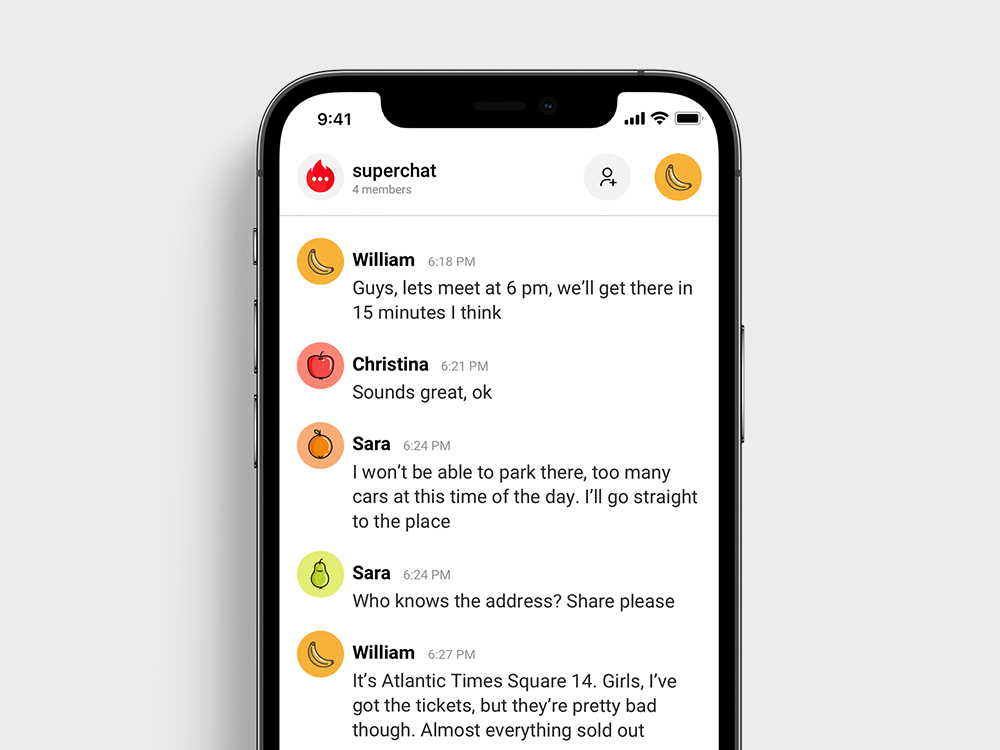 9:41
superchat
4 members
William 6:18 PM
Guys, lets meet at 6 pm, we’ll get there in
15 minutes I think
Christina 6:21 PM
Sounds great, ok
Sara 6:24 PM
I won’t be able to park there, too many
cars at this time of the day. I’ll go straight
to the place
Sara 6:24 PM
Who knows the address? Share please
William 6:27 PM
It’s Atlantic Times Square 14. Girls, I’ve
got the tickets, but they’re pretty bad
though. Almost everything sold out